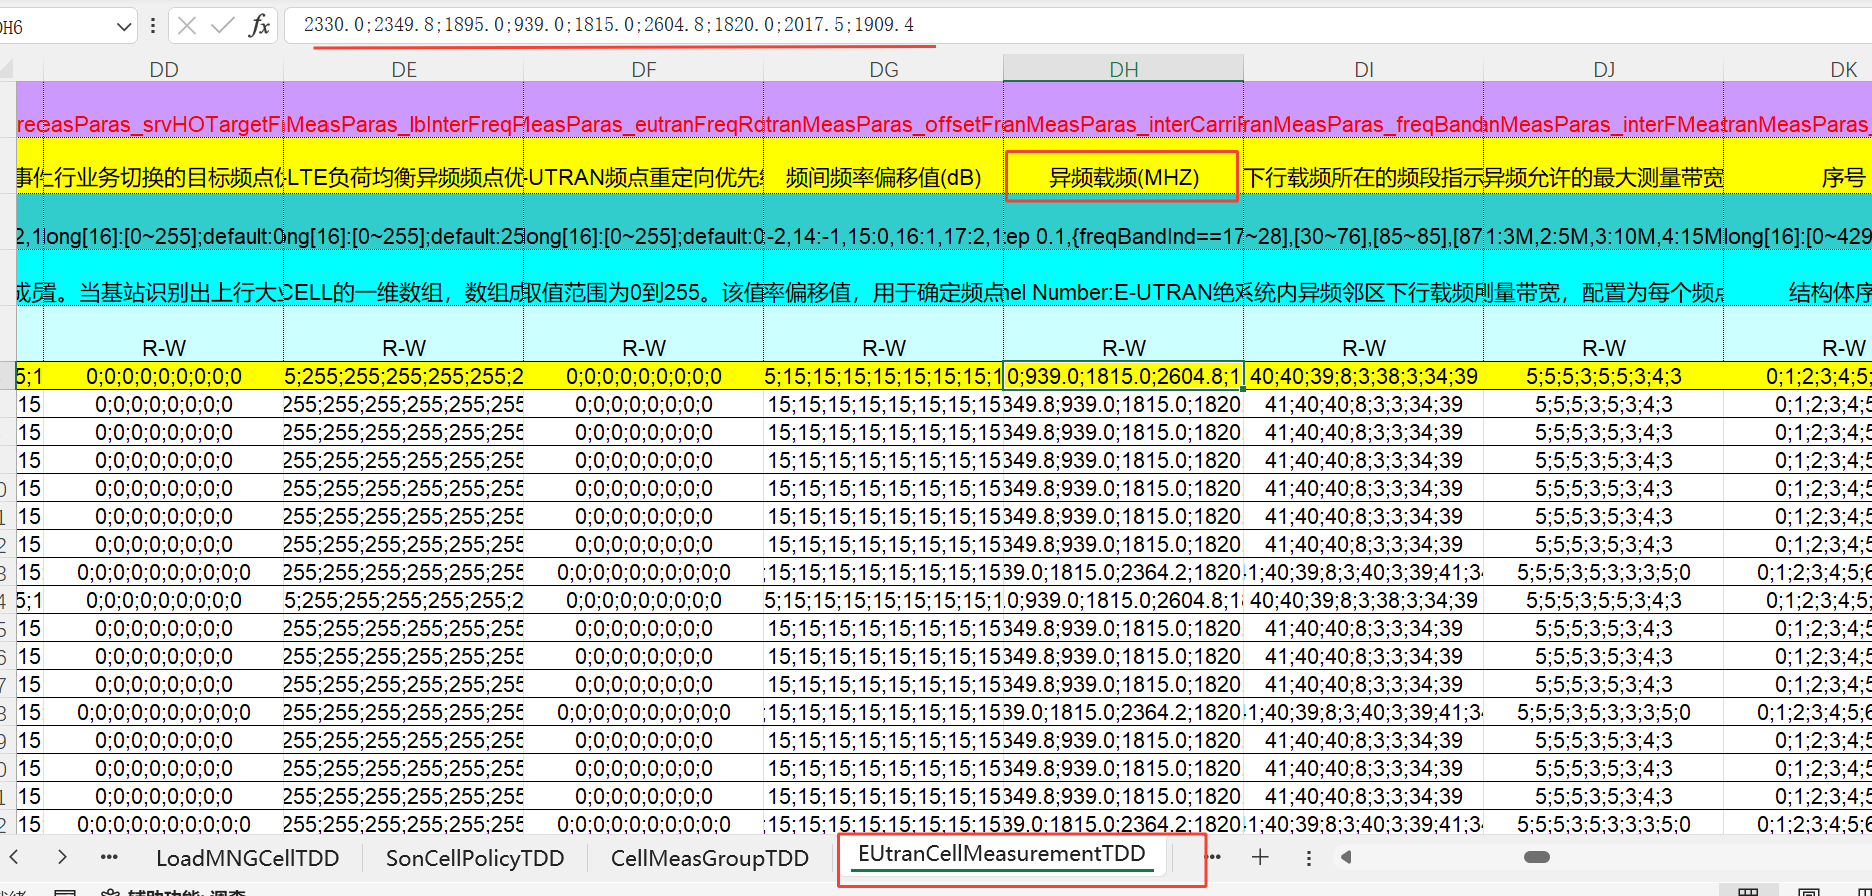 DH6 fx 2330.0;2349.8;1895.0;939.0;1815.0;2604.8;1820.0;2017.5;1909.4
DD DE DF DG DH DI DJ DK
easParas_srvHOTargetF MeasParas_lbInterFreqP easParas_eutranFreqRd tranMeasParas_offsetFr anMeasParas_interCarri ranMeasParas_freqBand nMeasParas_interFMeas tranMeasParas_
事件 上行业务切换的目标频点优 LTE负荷均衡异频频点优 -UTRAN频点重定向优先 频间频率偏移值(dB) 异频载频(MHZ) 下行载频所在的频段指示 异频允许的最大测量带宽 序号
2,1 ong[16]:[0~255];default:0 ong[16]:[0~255];default:25 long[16]:[0~255];default:0 -2,14:-1,15:0,16:1,17:2,1 ep 0.1,{freqBandInd==17 ~28],[30~76],[85~85],[87 1:3M,2:5M,3:10M,4:15M long[16]:[0~429
置。当基站识别出上行大 CELL的一维数组，数组成 取值范围为0到255。该值 率偏移值，用于确定频点 nel Number:E-UTRAN绝 系统内异频邻区下行载频 测量带宽，配置为每个频点 结构体序
R-W R-W R-W R-W R-W R-W R-W R-W
5;1 0;0;0;0;0;0;0;0;0 5;255;255;255;255;255;2 0;0;0;0;0;0;0;0;0 5;15;15;15;15;15;15;15;1 0;939.0;1815.0;2604.8;1 40;40;39;8;3;38;3;34;39 5;5;5;3;5;5;3;4;3 0;1;2;3;4;5;
15 0;0;0;0;0;0;0;0 255;255;255;255;255;255 0;0;0;0;0;0;0;0 15;15;15;15;15;15;15;15 349.8;939.0;1815.0;1820 41;40;40;8;3;3;34;39 5;5;5;3;5;3;4;3 0;1;2;3;4;5
15 0;0;0;0;0;0;0;0 255;255;255;255;255;255 0;0;0;0;0;0;0;0 15;15;15;15;15;15;15;15 349.8;939.0;1815.0;1820 41;40;40;8;3;3;34;39 5;5;5;3;5;3;4;3 0;1;2;3;4;5
15 0;0;0;0;0;0;0;0 255;255;255;255;255;255 0;0;0;0;0;0;0;0 15;15;15;15;15;15;15;15 349.8;939.0;1815.0;1820 41;40;40;8;3;3;34;39 5;5;5;3;5;3;4;3 0;1;2;3;4;5
0 15 0;0;0;0;0;0;0;0 255;255;255;255;255;255 0;0;0;0;0;0;0;0 15;15;15;15;15;15;15;15 349.8;939.0;1815.0;1820 41;40;40;8;3;3;34;39 5;5;5;3;5;3;4;3 0;1;2;3;4;5
1 15 0;0;0;0;0;0;0;0 255;255;255;255;255;255 0;0;0;0;0;0;0;0 15;15;15;15;15;15;15;15 349.8;939.0;1815.0;1820 41;40;40;8;3;3;34;39 5;5;5;3;5;3;4;3 0;1;2;3;4;5
2 15 0;0;0;0;0;0;0;0 255;255;255;255;255;255 0;0;0;0;0;0;0;0 15;15;15;15;15;15;15;15 349.8;939.0;1815.0;1820 41;40;40;8;3;3;34;39 5;5;5;3;5;3;4;3 0;1;2;3;4;5
3 15 0;0;0;0;0;0;0;0;0;0 255;255;255;255;255;255 0;0;0;0;0;0;0;0;0;0 ;15;15;15;15;15;15;15;15 39.0;1815.0;2364.2;1820 1;40;39;8;3;40;3;39;41;3 5;5;5;3;5;3;3;3;5;0 0;1;2;3;4;5;6
4 5;1 0;0;0;0;0;0;0;0;0 5;255;255;255;255;255;2 0;0;0;0;0;0;0;0;0 5;15;15;15;15;15;15;15;1 .0;939.0;1815.0;2604.8;1 40;40;39;8;3;38;3;34;39 5;5;5;3;5;5;3;4;3 0;1;2;3;4;5;
5 15 0;0;0;0;0;0;0;0 255;255;255;255;255;255 0;0;0;0;0;0;0;0 15;15;15;15;15;15;15;15 349.8;939.0;1815.0;1820 41;40;40;8;3;3;34;39 5;5;5;3;5;3;4;3 0;1;2;3;4;5
6 15 0;0;0;0;0;0;0;0 255;255;255;255;255;255 0;0;0;0;0;0;0;0 15;15;15;15;15;15;15;15 349.8;939.0;1815.0;1820 41;40;40;8;3;3;34;39 5;5;5;3;5;3;4;3 0;1;2;3;4;5
7 15 0;0;0;0;0;0;0;0 255;255;255;255;255;255 0;0;0;0;0;0;0;0 15;15;15;15;15;15;15;15 349.8;939.0;1815.0;1820 41;40;40;8;3;3;34;39 5;5;5;3;5;3;4;3 0;1;2;3;4;5
8 15 0;0;0;0;0;0;0;0;0;0 255;255;255;255;255;255 0;0;0;0;0;0;0;0;0;0 ;15;15;15;15;15;15;15;15 39.0;1815.0;2364.2;1820 1;40;39;8;3;40;3;39;41;3 5;5;5;3;5;3;3;3;5;0 0;1;2;3;4;5;6
9 15 0;0;0;0;0;0;0;0 255;255;255;255;255;255 0;0;0;0;0;0;0;0 15;15;15;15;15;15;15;15 349.8;939.0;1815.0;1820 41;40;40;8;3;3;34;39 5;5;5;3;5;3;4;3 0;1;2;3;4;5
0 15 0;0;0;0;0;0;0;0 255;255;255;255;255;255 0;0;0;0;0;0;0;0 15;15;15;15;15;15;15;15 349.8;939.0;1815.0;1820 41;40;40;8;3;3;34;39 5;5;5;3;5;3;4;3 0;1;2;3;4;5
1 15 0;0;0;0;0;0;0;0 255;255;255;255;255;255 0;0;0;0;0;0;0;0 15;15;15;15;15;15;15;15 349.8;939.0;1815.0;1820 41;40;40;8;3;3;34;39 5;5;5;3;5;3;4;3 0;1;2;3;4;5
2 15 0;0;0;0;0;0;0;0;0;0 255;255;255;255;255;255 0;0;0;0;0;0;0;0;0;0 ;15;15;15;15;15;15;15;15 39.0;1815.0;2364.2;1820 1;40;39;8;3;40;3;39;41;3 5;5;5;3;5;3;3;3;5;0 0;1;2;3;4;5;6
LoadMNGCellTDD SonCellPolicyTDD CellMeasGroupTDD EUtranCellMeasurementTDD
辅助功能: 调查